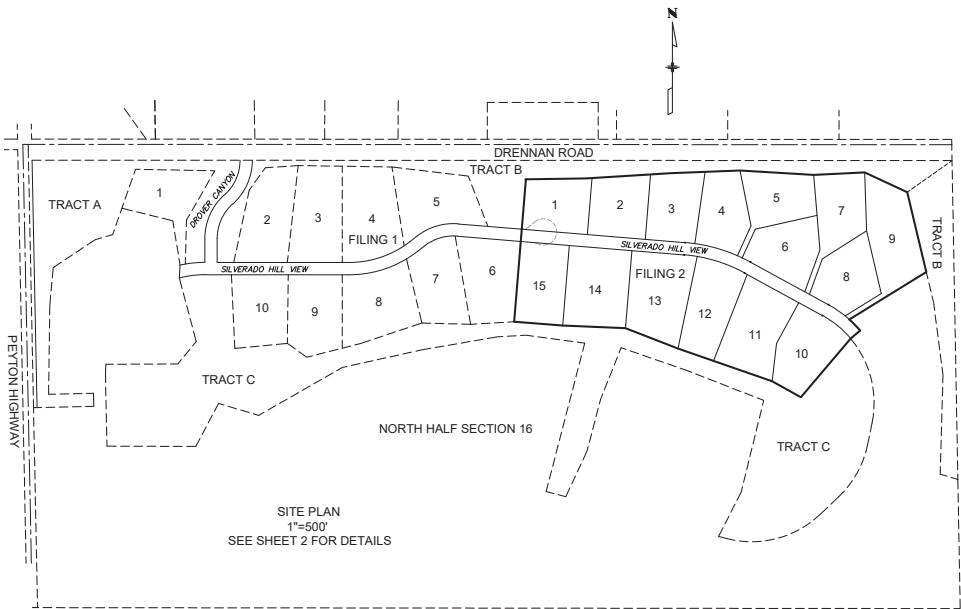 N
DRENNAN ROAD
TRACT B
TRACT A
1
DROVER CANYON
2
3
4
5
FILING 1
SILVERADO HILL VIEW
10
9
8
7
6
1
2
3
4
5
6
7
8
9
SILVERADO HILL VIEW
FILING 2
15
14
13
12
11
10
TRACT B
PEYTON HIGHWAY
TRACT C
NORTH HALF SECTION 16
TRACT C
SITE PLAN
1"=500'
SEE SHEET 2 FOR DETAILS